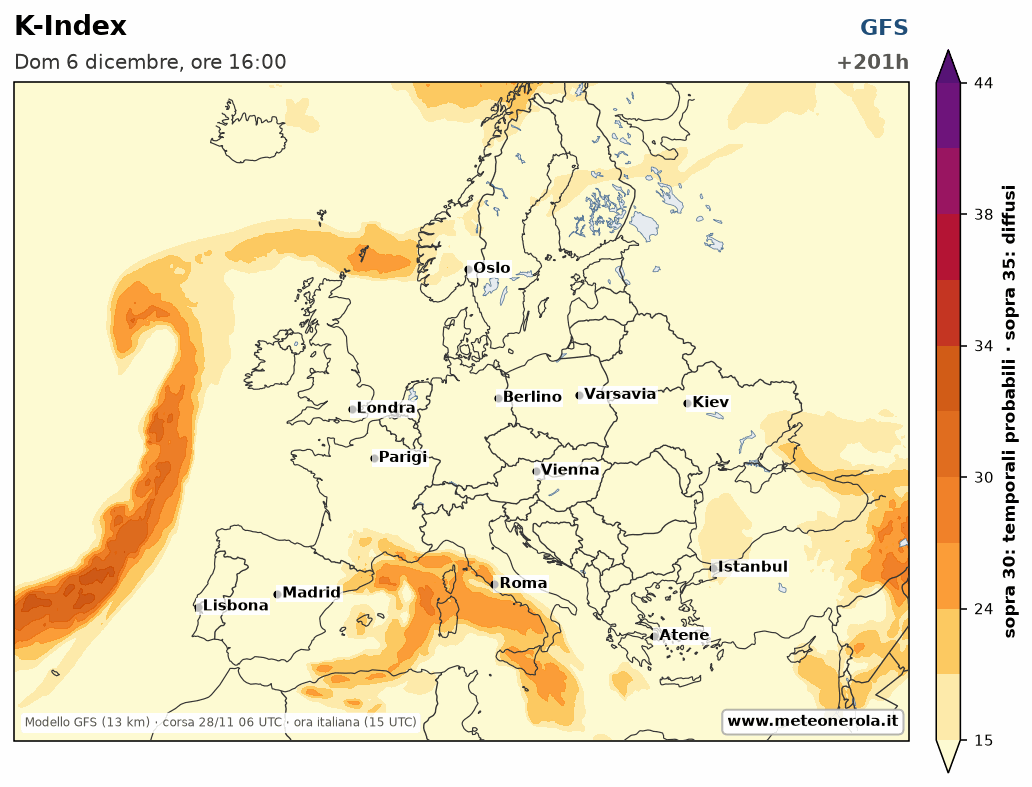 K-Index
GFS
Dom 6 dicembre, ore 16:00
+201h
44
38
34
30
24
15
sopra 30: temporali probabili · sopra 35: diffusi
Oslo
Berlino
Varsavia
Kiev
Londra
Parigi
Vienna
Istanbul
Roma
Madrid
Lisbona
Atene
Modello GFS (13 km) · corsa 28/11 06 UTC · ora italiana (15 UTC)
www.meteonerola.it